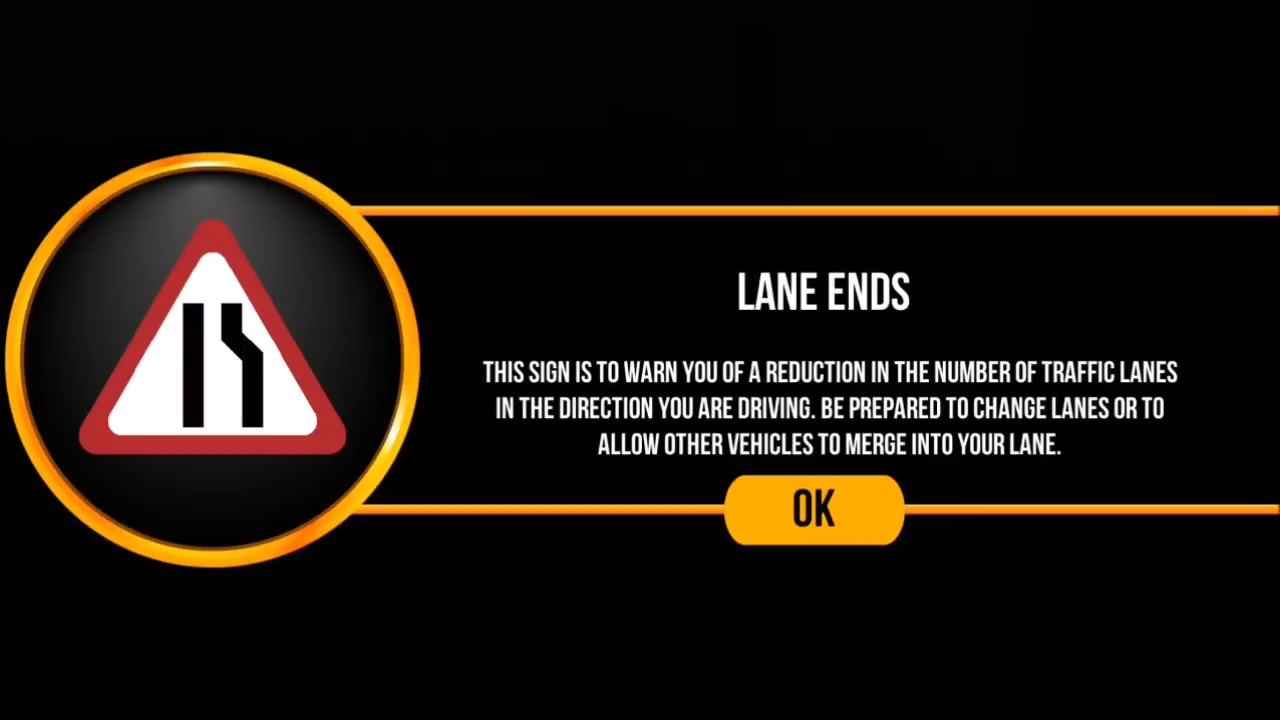 LANE ENDS
THIS SIGN IS TO WARN YOU OF A REDUCTION IN THE NUMBER OF TRAFFIC LANES
IN THE DIRECTION YOU ARE DRIVING. BE PREPARED TO CHANGE LANES OR TO
ALLOW OTHER VEHICLES TO MERGE INTO YOUR LANE.
OK